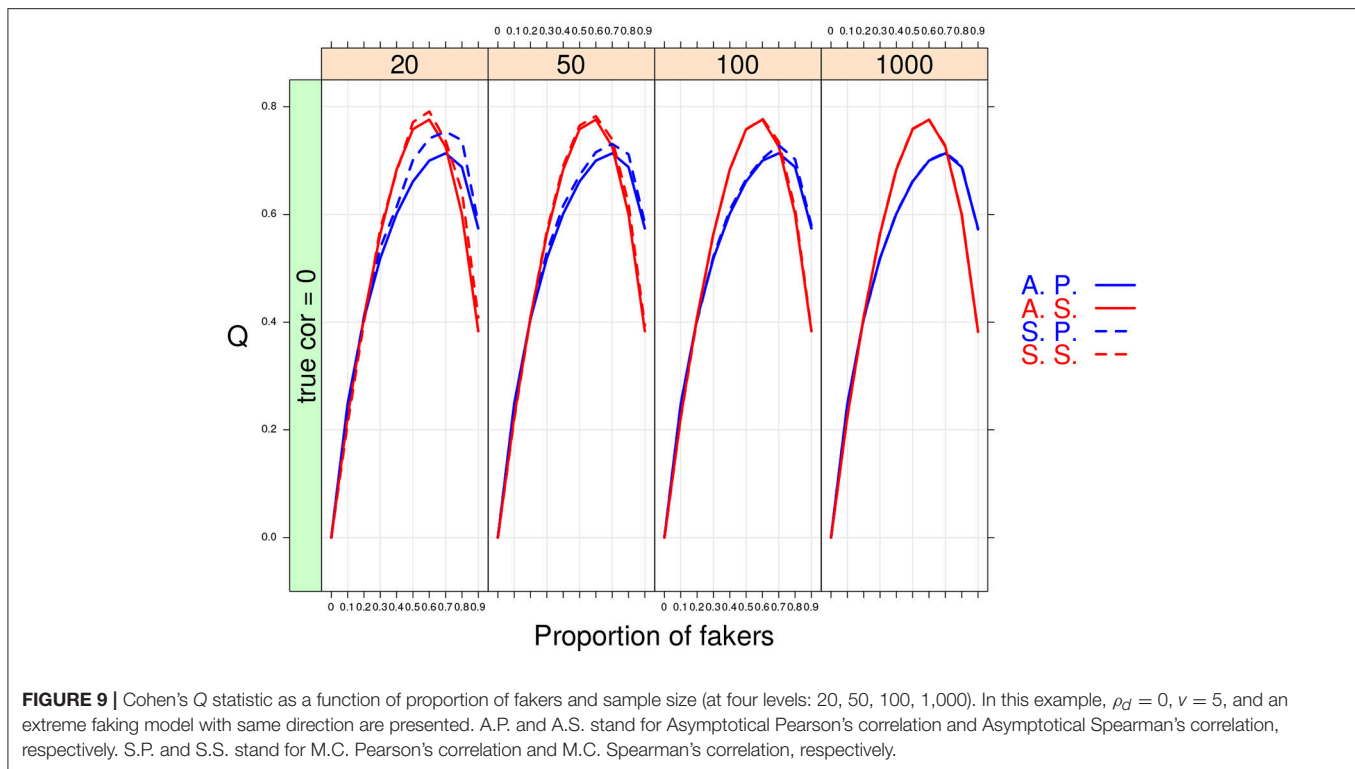 0 0.10.20.30.40.50.60.70.80.9 0 0.10.20.30.40.50.60.70.80.9
20 50 100 1000
true cor = 0
Q
0.8
0.6
0.4
0.2
0.0
A. P.
A. S.
S. P.
S. S.
0 0.10.20.30.40.50.60.70.80.9 0 0.10.20.30.40.50.60.70.80.9
Proportion of fakers
FIGURE 9 | Cohen's Q statistic as a function of proportion of fakers and sample size (at four levels: 20, 50, 100, 1,000). In this example, ρd = 0, v = 5, and an
extreme faking model with same direction are presented. A.P. and A.S. stand for Asymptotical Pearson's correlation and Asymptotical Spearman's correlation,
respectively. S.P. and S.S. stand for M.C. Pearson's correlation and M.C. Spearman's correlation, respectively.